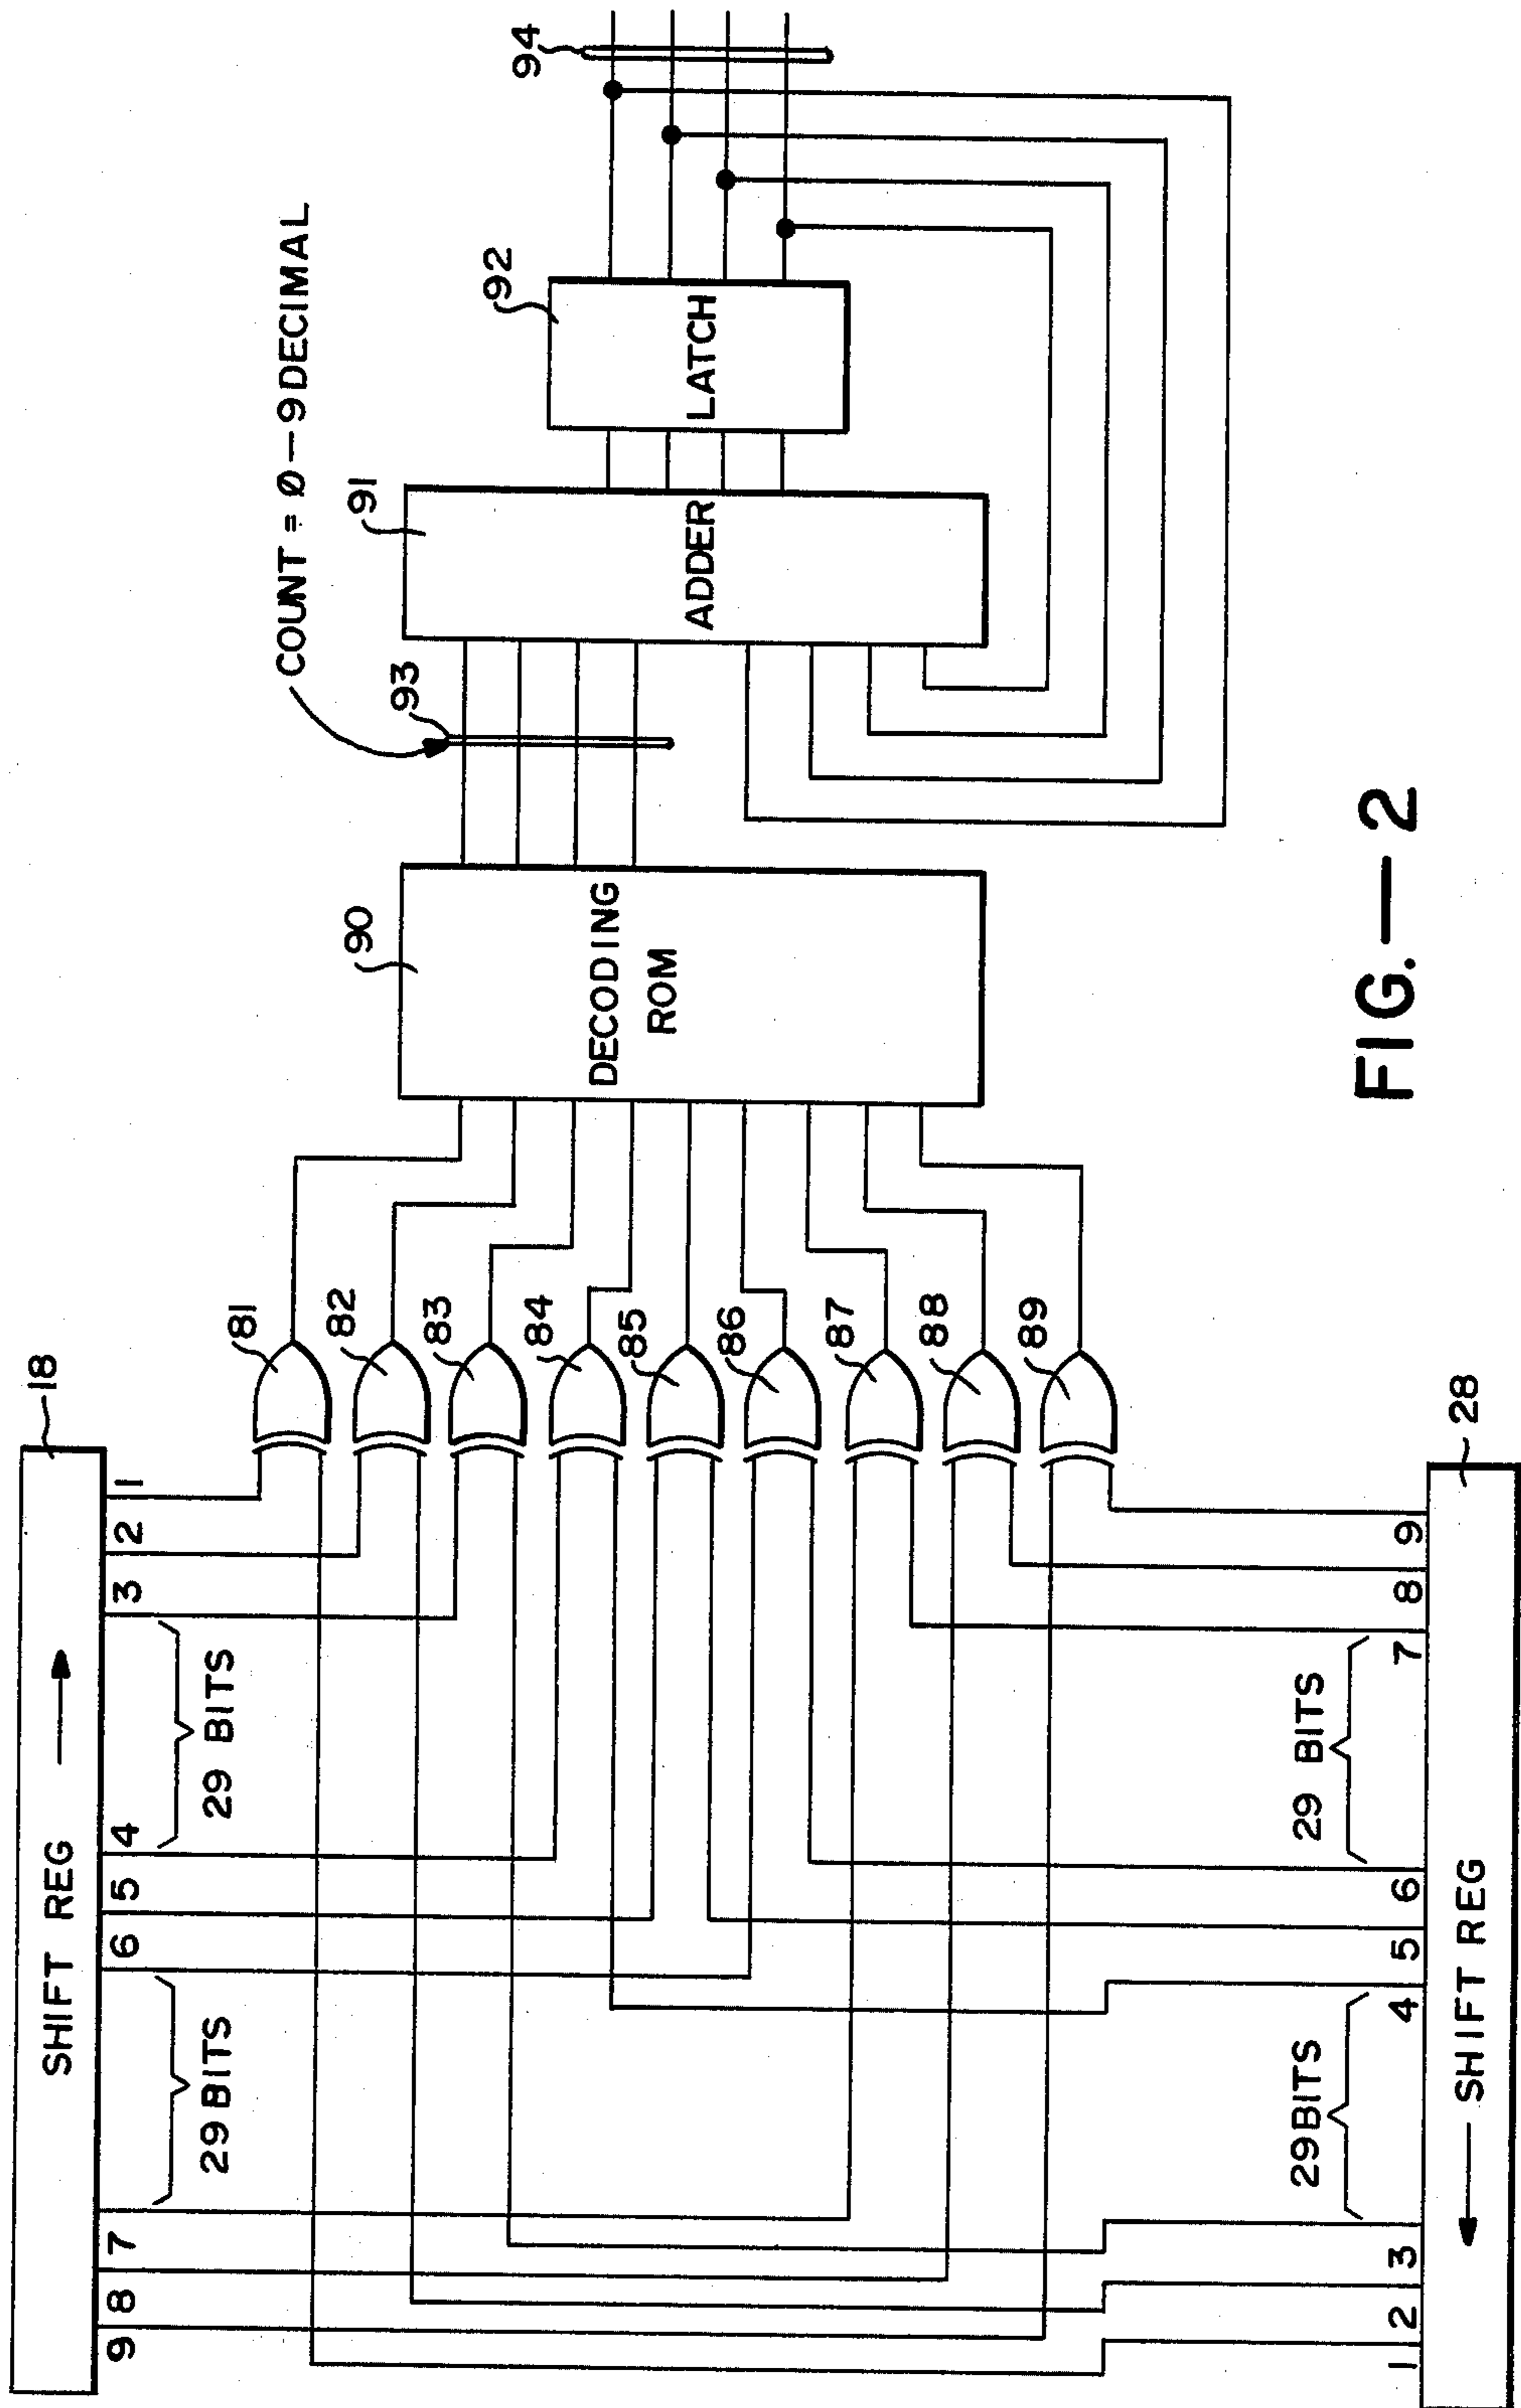 SHIFT REG
18
9
8
7
29 BITS
6
5
4
29 BITS
3
2
1
81
82
83
84
85
86
87
88
89
DECODING
ROM
90
COUNT = Ø—9 DECIMAL
93
ADDER
91
LATCH
92
94
1
2
3
29 BITS
4
5
6
29 BITS
7
8
9
SHIFT REG
28
FIG.—2